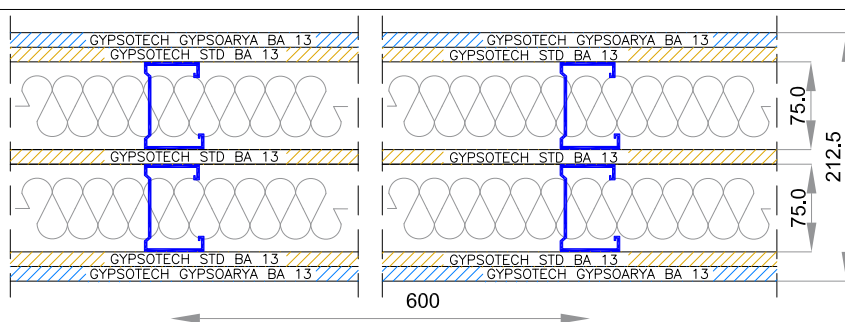 GYPSOTECH GYPSOARYA BA 13 GYPSOTECH GYPSOARYA BA 13
GYPSOTECH STD BA 13 GYPSOTECH STD BA 13
75.0
GYPSOTECH STD BA 13 GYPSOTECH STD BA 13
212.5
75.0
GYPSOTECH STD BA 13 GYPSOTECH STD BA 13
GYPSOTECH GYPSOARYA BA 13 GYPSOTECH GYPSOARYA BA 13
600